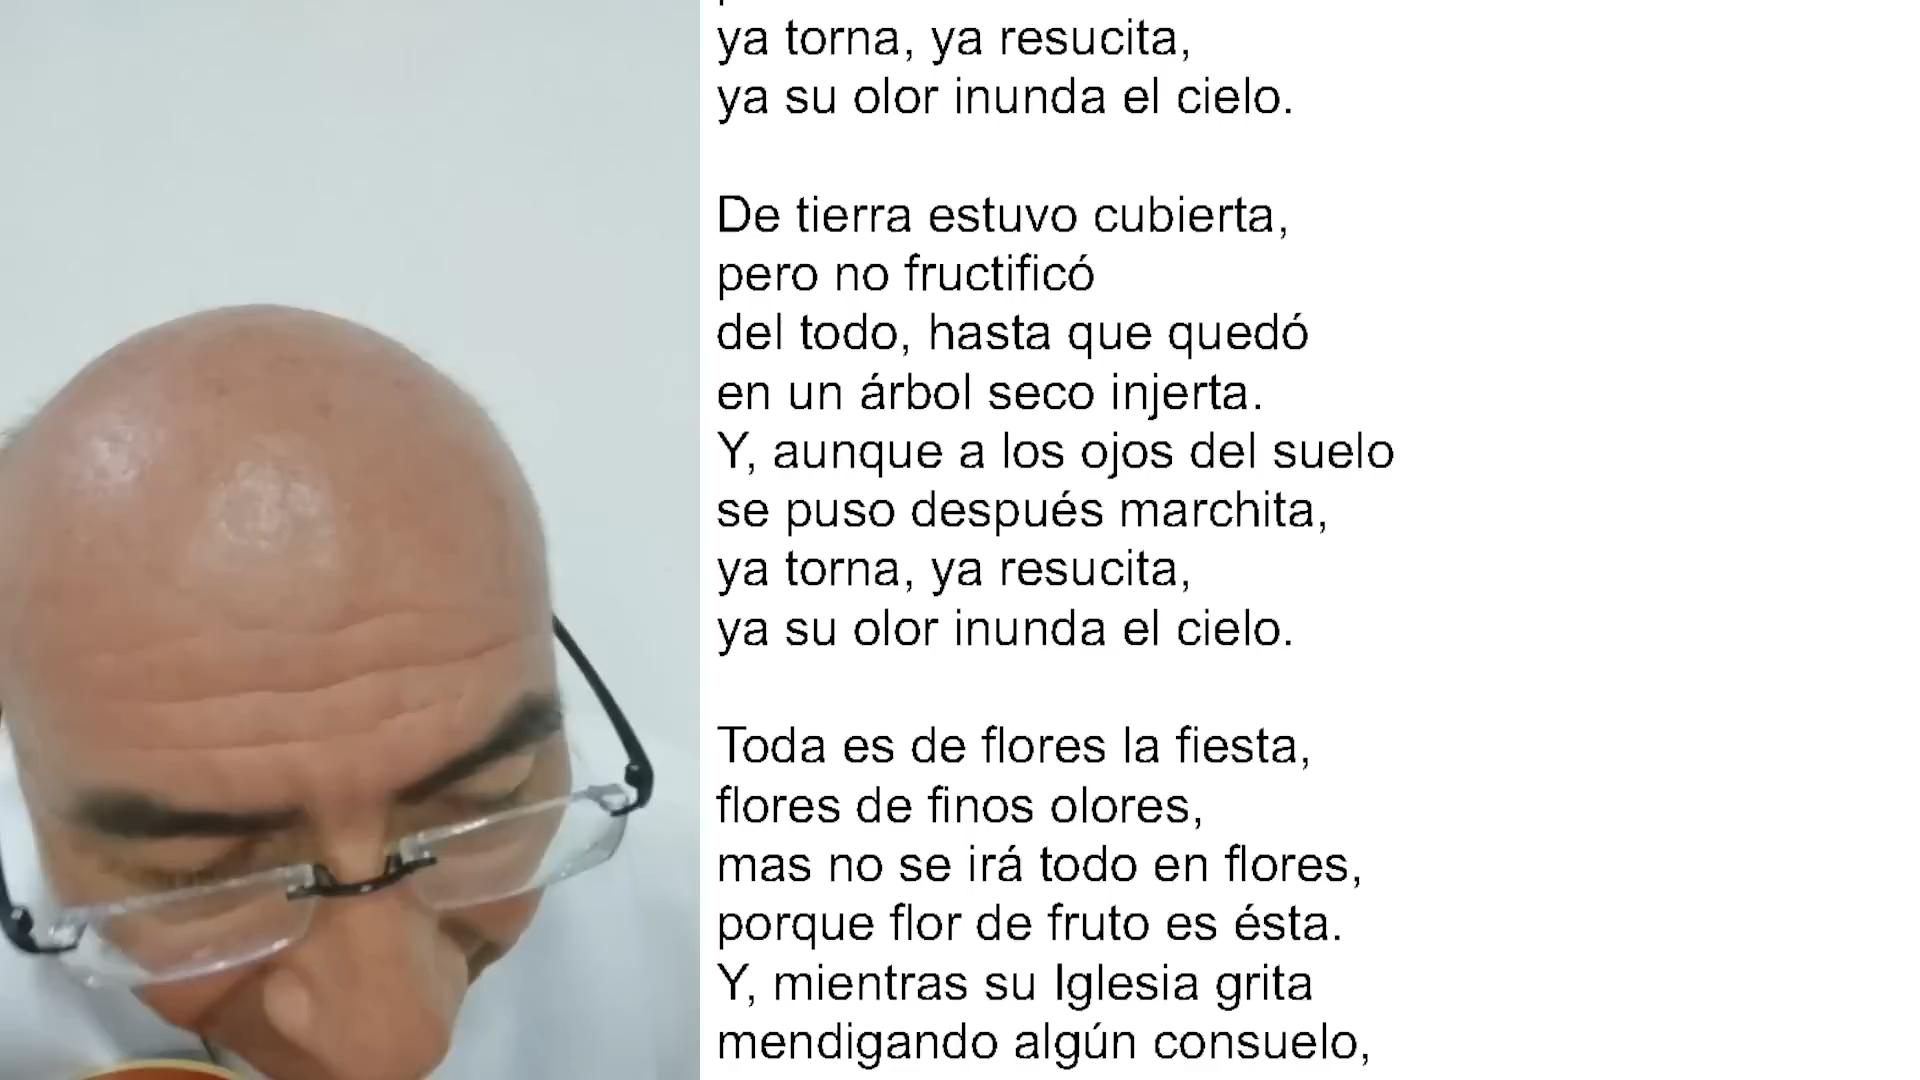 ya torna, ya resucita,
ya su olor inunda el cielo.
De tierra estuvo cubierta,
pero no fructificó
del todo, hasta que quedó
en un árbol seco injerta.
Y, aunque a los ojos del suelo
se puso después marchita,
ya torna, ya resucita,
ya su olor inunda el cielo.
Toda es de flores la fiesta,
flores de finos olores,
mas no se irá todo en flores,
porque flor de fruto es ésta.
Y, mientras su Iglesia grita
mendigando algún consuelo,